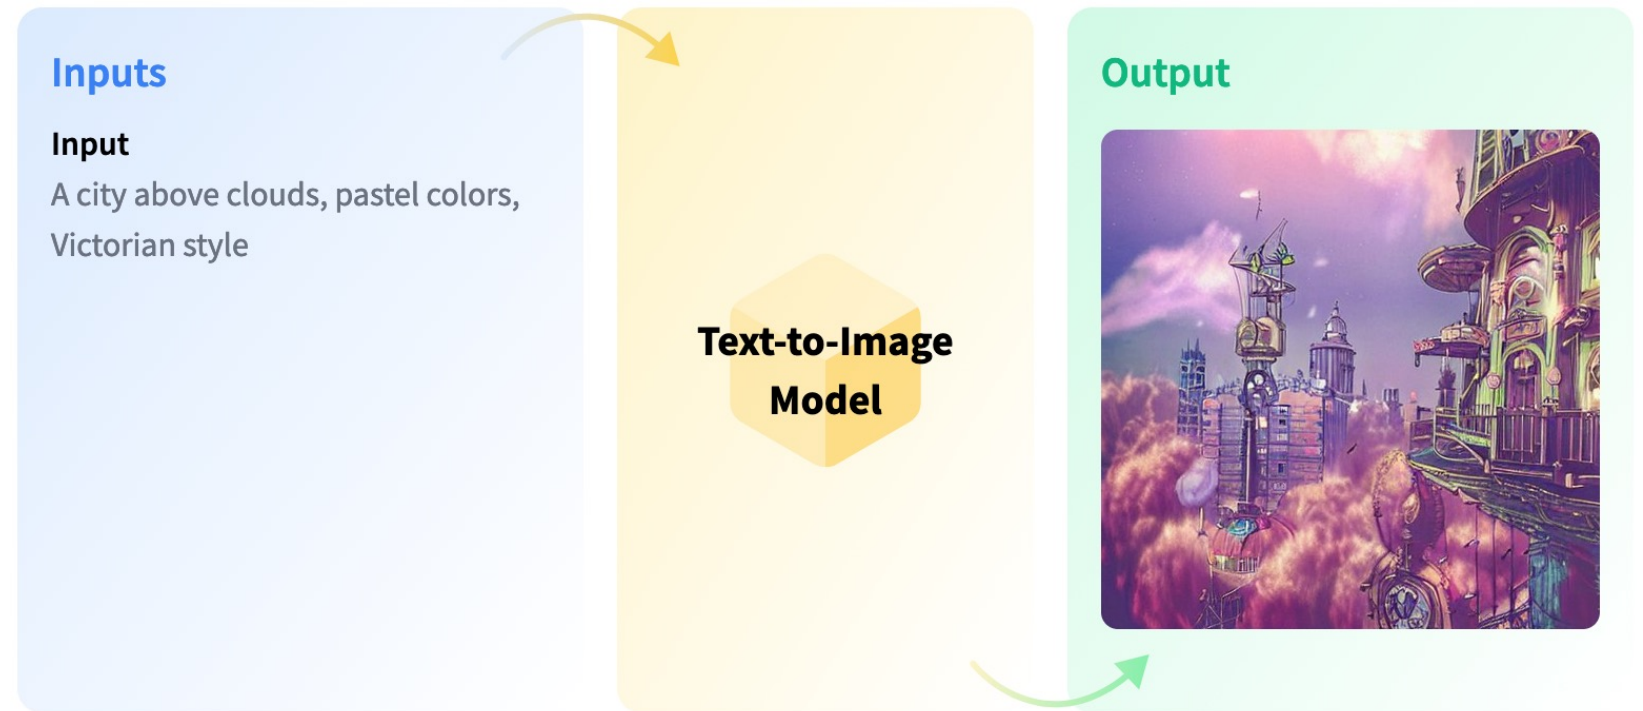 Inputs
Input
A city above clouds, pastel colors,
Victorian style
Text-to-Image
Model
Output